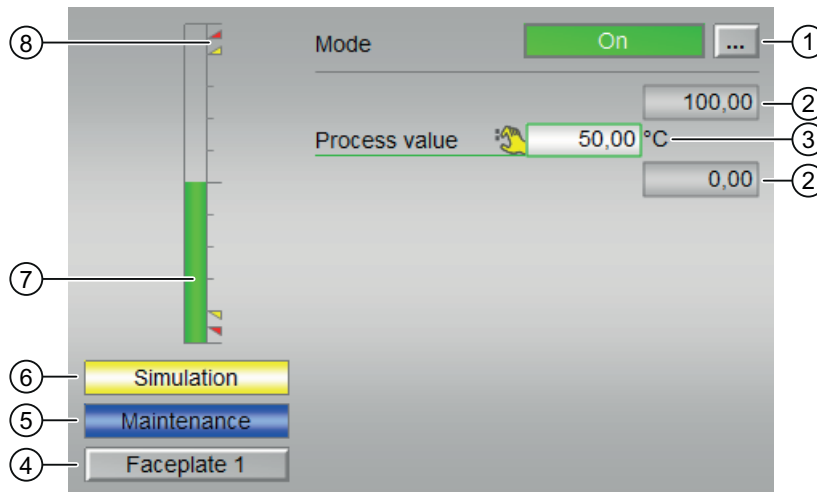 8
Mode
On
...
1
100,00
2
Process value
50,00
°C
3
0,00
2
7
6
Simulation
5
Maintenance
4
Faceplate 1